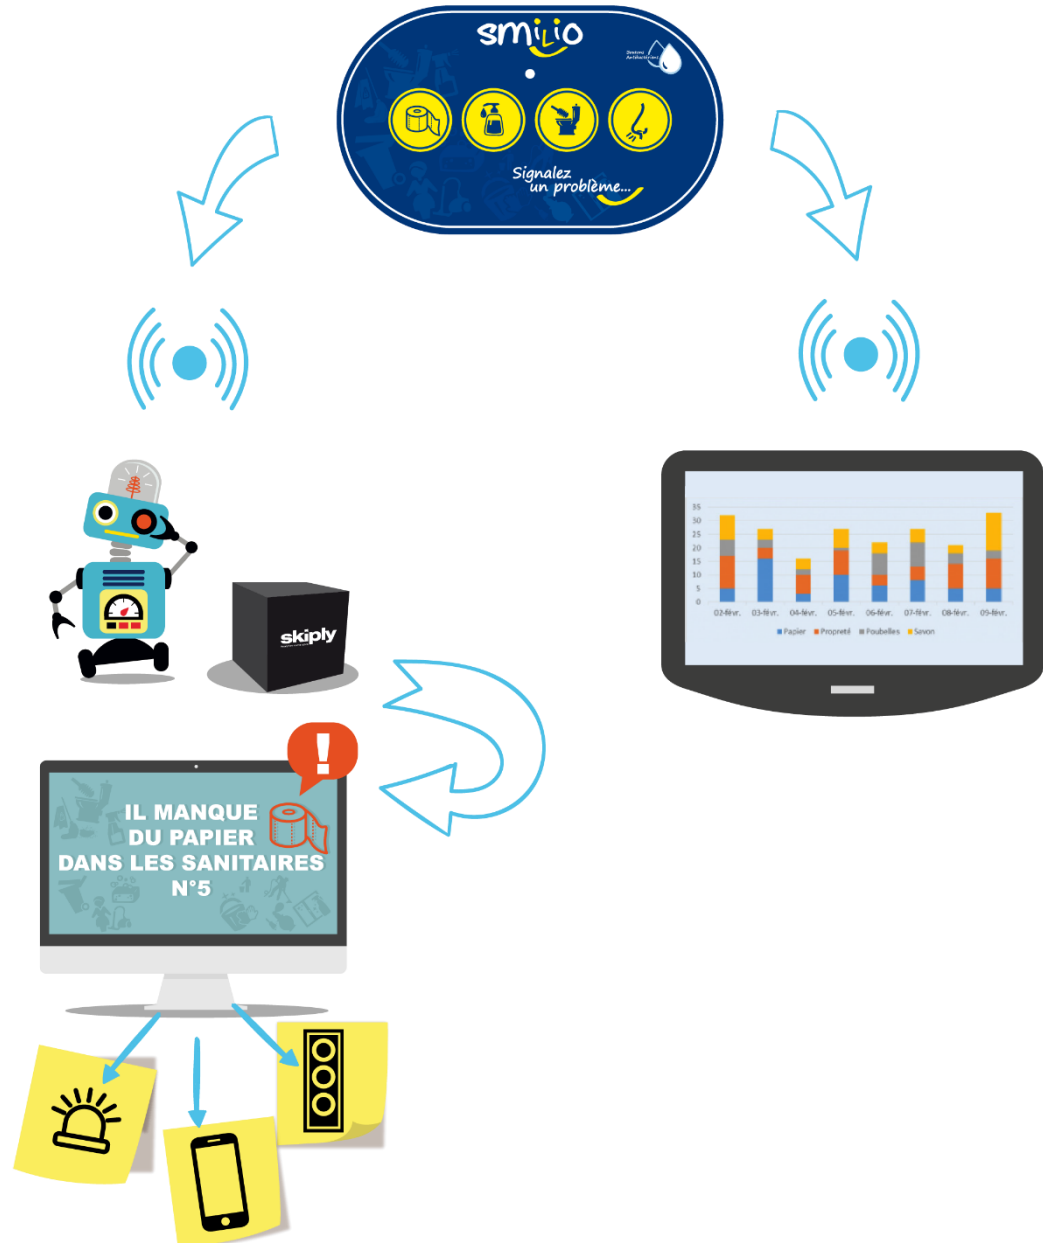 smilio
Boutons
Antibactériens
Signalez
un problème...
skiply
35
30
25
20
15
10
5
0
02-févr. 03-févr. 04-févr. 05-févr. 06-févr. 07-févr. 08-févr. 09-févr.
Papier Propreté Poubelles Savon
!
IL MANQUE
DU PAPIER
DANS LES SANITAIRES
N°5